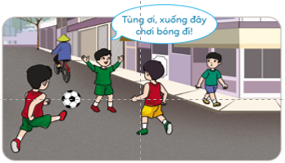 Tùng ơi, xuống đây
chơi bóng đi!